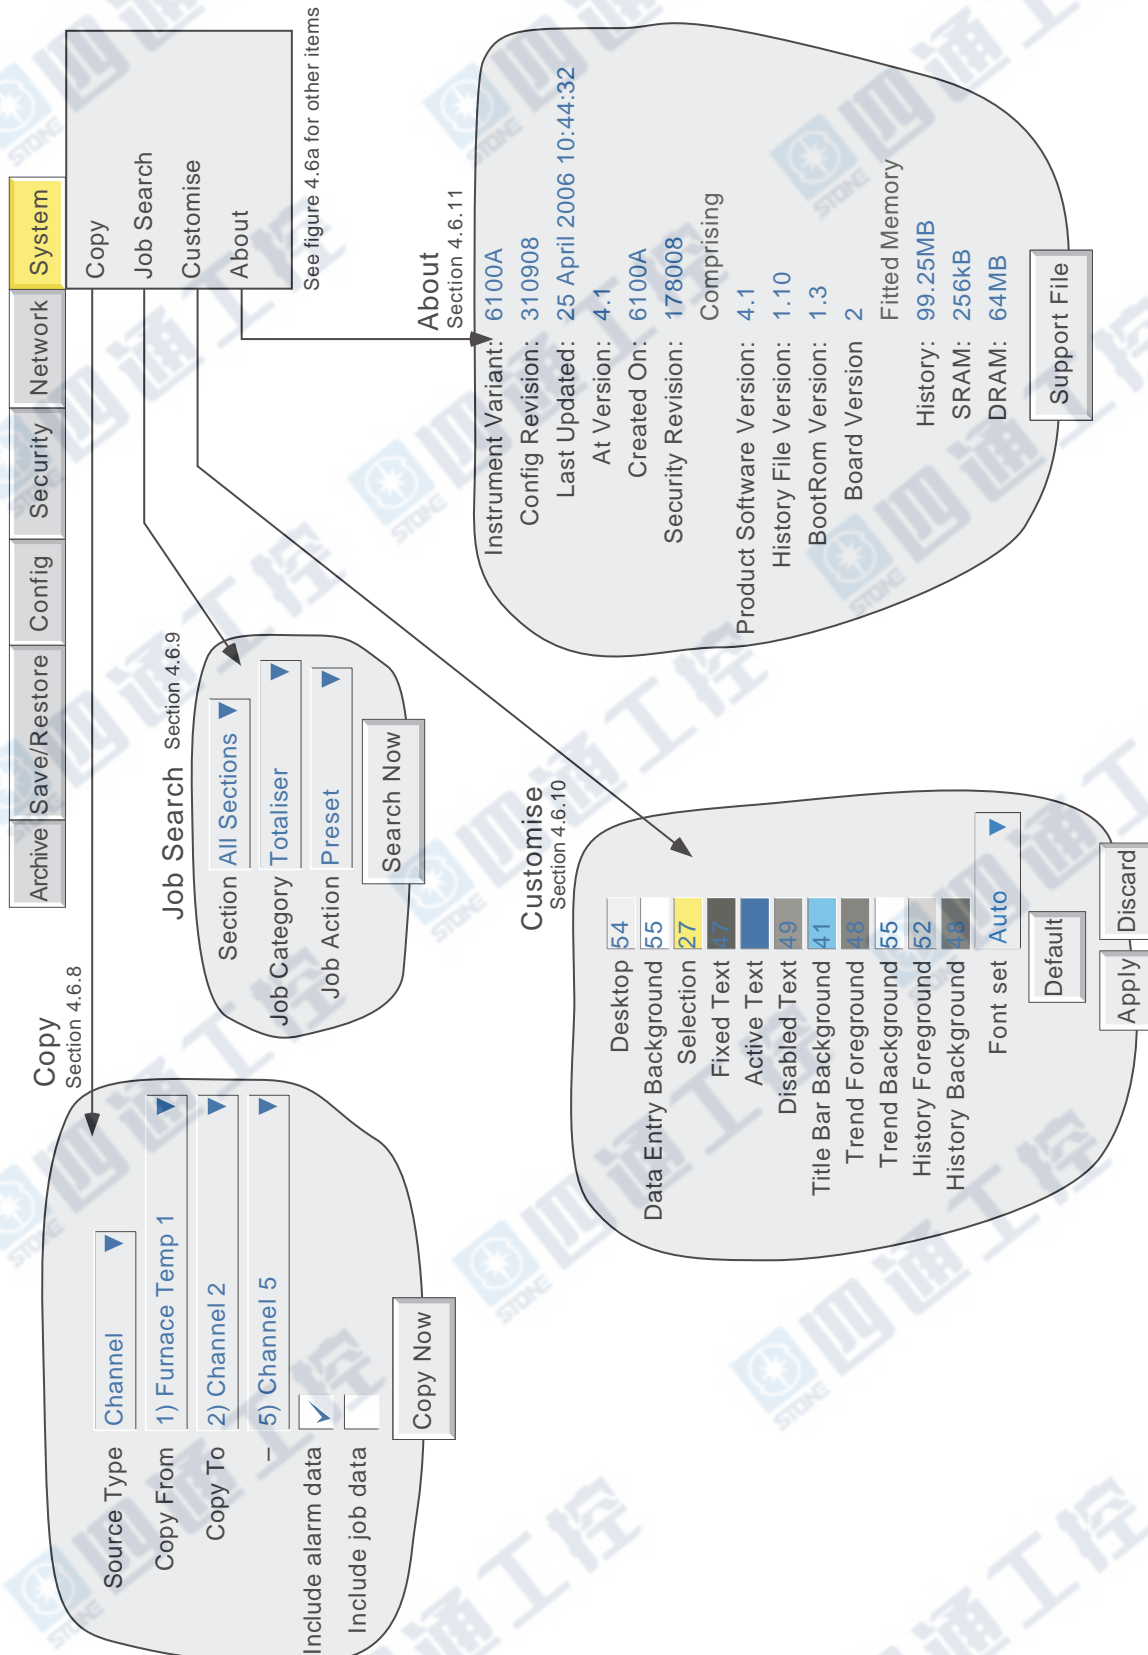 Archive Save/Restore Config Security Network System
Copy
Job Search
Customise
About
See figure 4.6a for other items
Copy
Section 4.6.8
Source Type Channel
Copy From 1) Furnace Temp 1
Copy To 2) Channel 2
– 5) Channel 5
Include alarm data
Include job data
Copy Now
Job Search Section 4.6.9
Section All Sections
Job Category Totaliser
Job Action Preset
Search Now
Customise
Section 4.6.10
Desktop 54
Data Entry Background 55
Selection 27
Fixed Text 47
Active Text
Disabled Text 49
Title Bar Background 41
Trend Foreground 48
Trend Background 55
History Foreground 52
History Background 48
Font set Auto
Default
Apply Discard
About
Section 4.6.11
Instrument Variant: 6100A
Config Revision: 310908
Last Updated: 25 April 2006 10:44:32
At Version: 4.1
Created On: 6100A
Security Revision: 178008
Comprising
Product Software Version: 4.1
History File Version: 1.10
BootRom Version: 1.3
Board Version 2
Fitted Memory
History: 99.25MB
SRAM: 256kB
DRAM: 64MB
Support File
STONE 四通工控